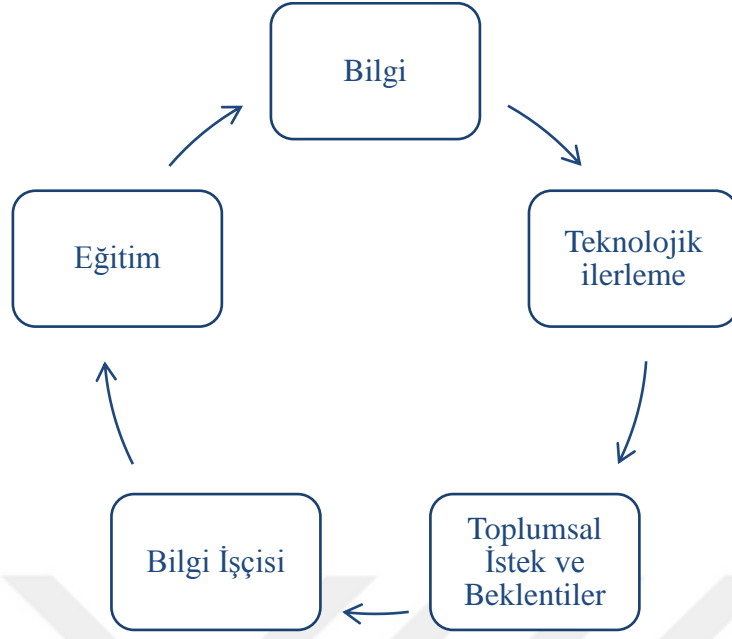 Bilgi
Teknolojik
ilerleme
Toplumsal
İstek ve
Beklentiler
Bilgi İşçisi
Eğitim